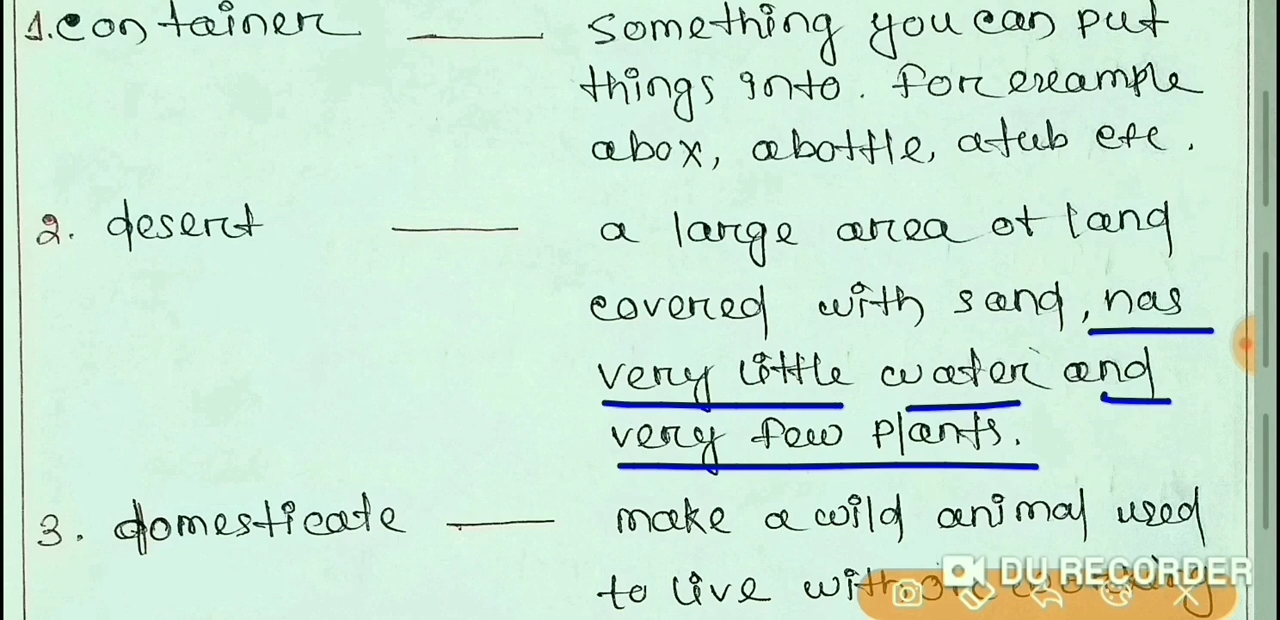 1. container — something you can put
things into. for example
a box, a bottle, a tub etc.
2. desert — a large area of land
covered with sand, has
very little water and
very few plants.
3. domesticate — make a wild animal used
to live with or working
DU RECORDER